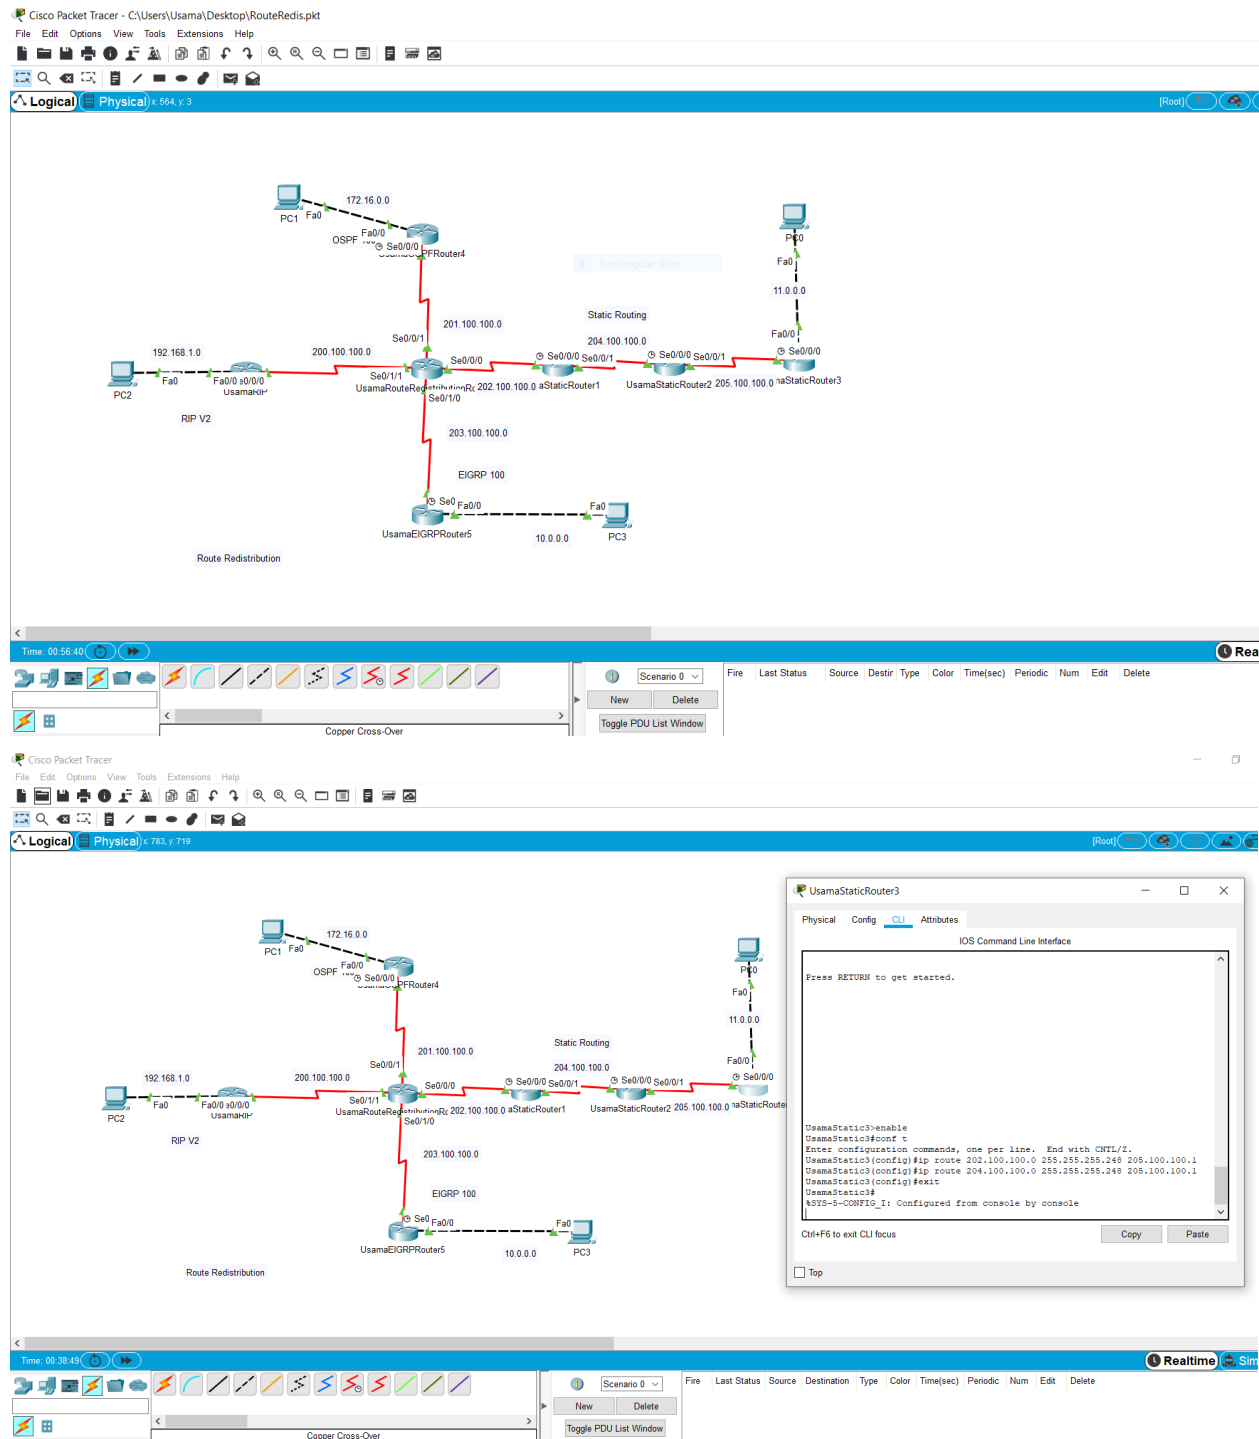 Cisco Packet Tracer - C:\Users\Usama\Desktop\RouteRedis.pkt
File Edit Options View Tools Extensions Help
Logical Physical x: 564, y: 3 [Root]
172.16.0.0
PC1 Fa0
Fa0/0
OSPF
Se0/0/0
PFRouter4
PC0
Fa0
Rectangular Snip
11.0.0.0
Static Routing
201.100.100.0
Fa0/0
Se0/0/1
204.100.100.0
192.168.1.0 200.100.100.0
Se0/0/0 Se0/0/0 Se0/0/1 Se0/0/0 Se0/0/1 Se0/0/0
Fa0 Fa0/0 Se0/1/1
PC2 UsamaRIP 202.100.100.0 aStaticRouter1 UsamaStaticRouter2 205.100.100.0 naStaticRouter3
Se0/1/0
RIP V2
203.100.100.0
EIGRP 100
Se0 Fa0/0 Fa0
UsamaEIGRPRouter5 10.0.0.0 PC3
Route Redistribution
Time: 00:56:40 Rea
Scenario 0 Fire Last Status Source Destir Type Color Time(sec) Periodic Num Edit Delete
New Delete
Toggle PDU List Window
Copper Cross-Over
Cisco Packet Tracer
File Edit Options View Tools Extensions Help
Logical Physical x: 783, y: 719 [Root]
UsamaStaticRouter3
Physical Config CLI Attributes
IOS Command Line Interface
Press RETURN to get started.
UsamaStatic3>enable
UsamaStatic3#conf t
Enter configuration commands, one per line. End with CNTL/Z.
UsamaStatic3(config)#ip route 202.100.100.0 255.255.255.248 205.100.100.1
UsamaStatic3(config)#ip route 204.100.100.0 255.255.255.248 205.100.100.1
UsamaStatic3(config)#exit
UsamaStatic3#
%SYS-5-CONFIG_I: Configured from console by console
Ctrl+F6 to exit CLI focus Copy Paste
Top
172.16.0.0
PC1 Fa0
Fa0/0
OSPF
Se0/0/0
PFRouter4
PC0
Fa0
11.0.0.0
Static Routing
201.100.100.0
Fa0/0
Se0/0/1
204.100.100.0
192.168.1.0 200.100.100.0
Se0/0/0 Se0/0/0 Se0/0/1 Se0/0/0 Se0/0/1 Se0/0/0
Fa0 Fa0/0 Se0/1/1
PC2 UsamaRIP 202.100.100.0 aStaticRouter1 UsamaStaticRouter2 205.100.100.0 naStaticRoute
Se0/1/0
RIP V2
203.100.100.0
EIGRP 100
Se0 Fa0/0 Fa0
UsamaEIGRPRouter5 10.0.0.0 PC3
Route Redistribution
Time: 00:38:49 Realtime Sim
Scenario 0 Fire Last Status Source Destination Type Color Time(sec) Periodic Num Edit Delete
New Delete
Toggle PDU List Window
Copper Cross-Over